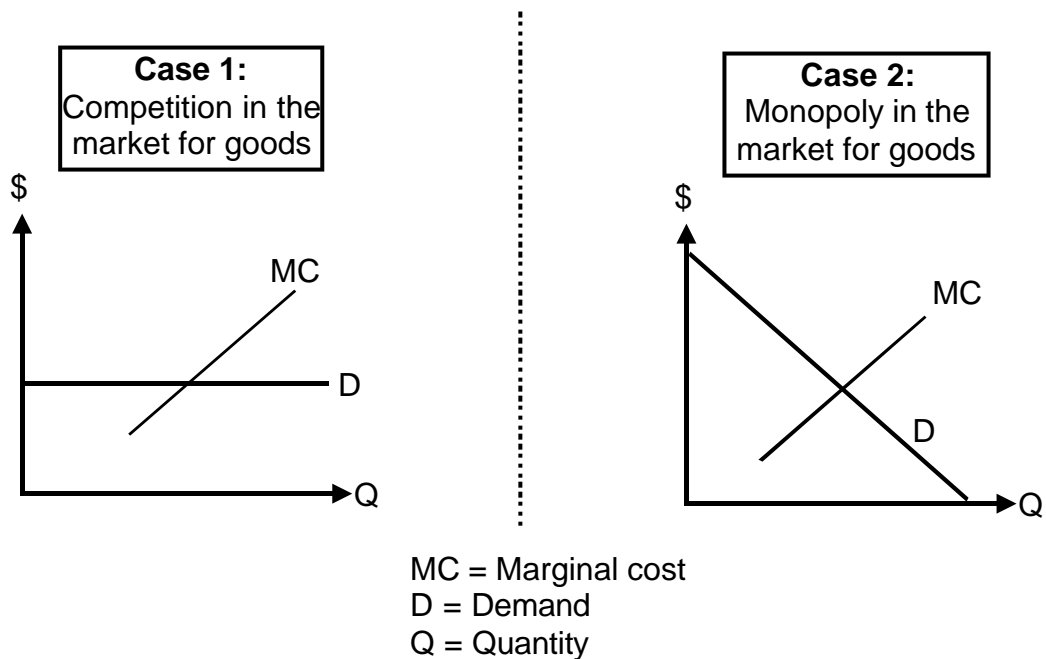 Case 1:
Competition in the
market for goods
$
MC
D
Q
Case 2:
Monopoly in the
market for goods
$
MC
D
Q
MC = Marginal cost
D = Demand
Q = Quantity